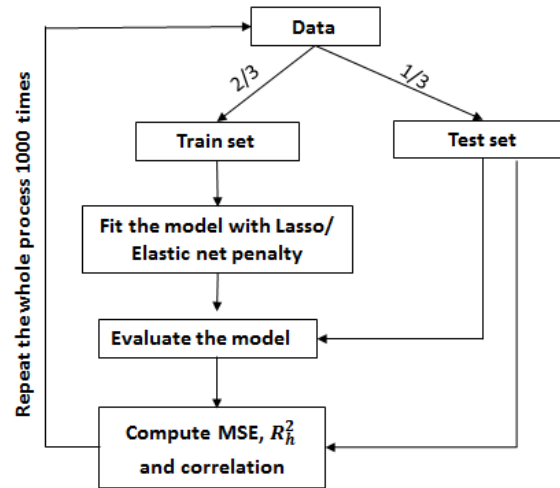 Data
2/3
1/3
Train set
Test set
Fit the model with Lasso/
Elastic net penalty
Evaluate the model
Compute MSE, $R_h^2$
and correlation
Repeat the whole process 1000 times